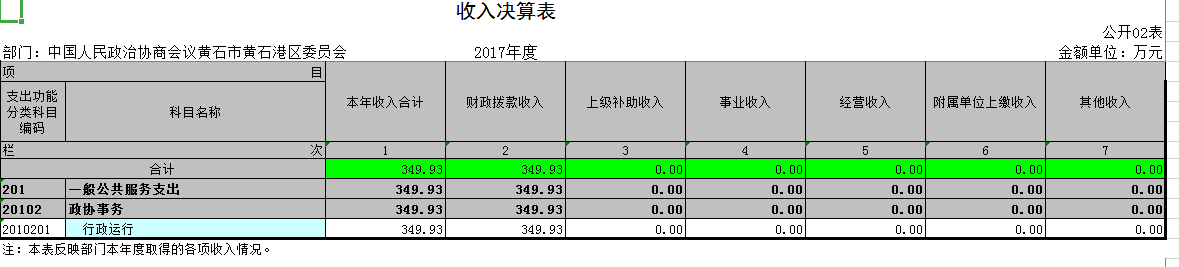 收入决算表
公开02表
部门：中国人民政治协商会议黄石市黄石港区委员会 2017年度 金额单位：万元
项 目
支出功能分类科目编码 科目名称 本年收入合计 财政拨款收入 上级补助收入 事业收入 经营收入 附属单位上缴收入 其他收入
栏 次 1 2 3 4 5 6 7
合计 349.93 349.93 0.00 0.00 0.00 0.00 0.00
201 一般公共服务支出 349.93 349.93 0.00 0.00 0.00 0.00 0.00
20102 政协事务 349.93 349.93 0.00 0.00 0.00 0.00 0.00
2010201 行政运行 349.93 349.93 0.00 0.00 0.00 0.00 0.00
注：本表反映部门本年度取得的各项收入情况。